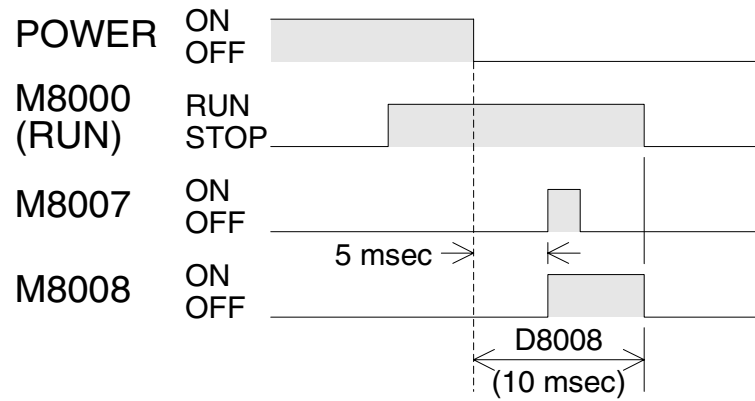 POWER ON
OFF
M8000 RUN
(RUN) STOP
M8007 ON
OFF
5 msec
M8008 ON
OFF
D8008
(10 msec)